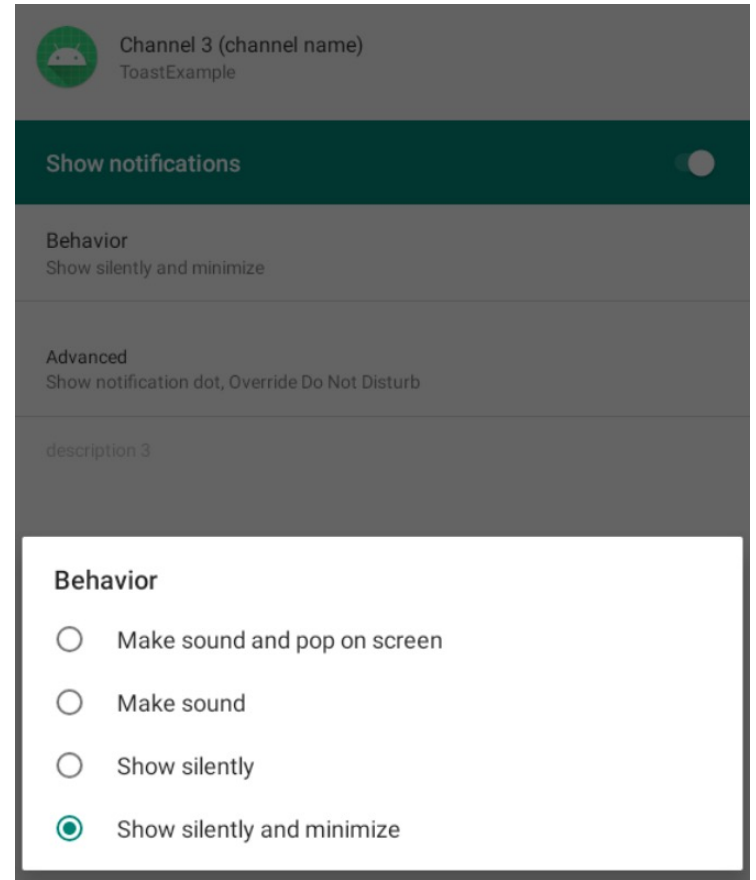 Channel 3 (channel name)
ToastExample
Show notifications
Behavior
Show silently and minimize
Advanced
Show notification dot, Override Do Not Disturb
description 3
Behavior
Make sound and pop on screen
Make sound
Show silently
Show silently and minimize